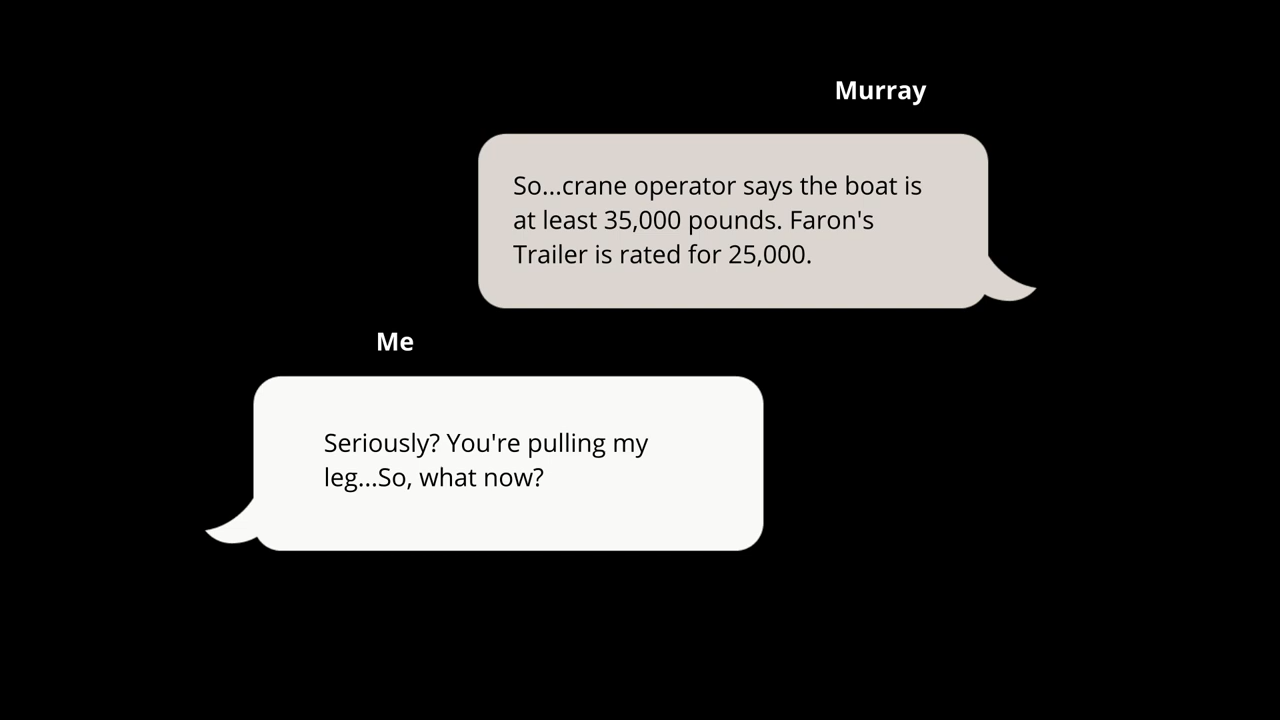 Murray
So...crane operator says the boat is
at least 35,000 pounds. Faron's
Trailer is rated for 25,000.
Me
Seriously? You're pulling my
leg...So, what now?